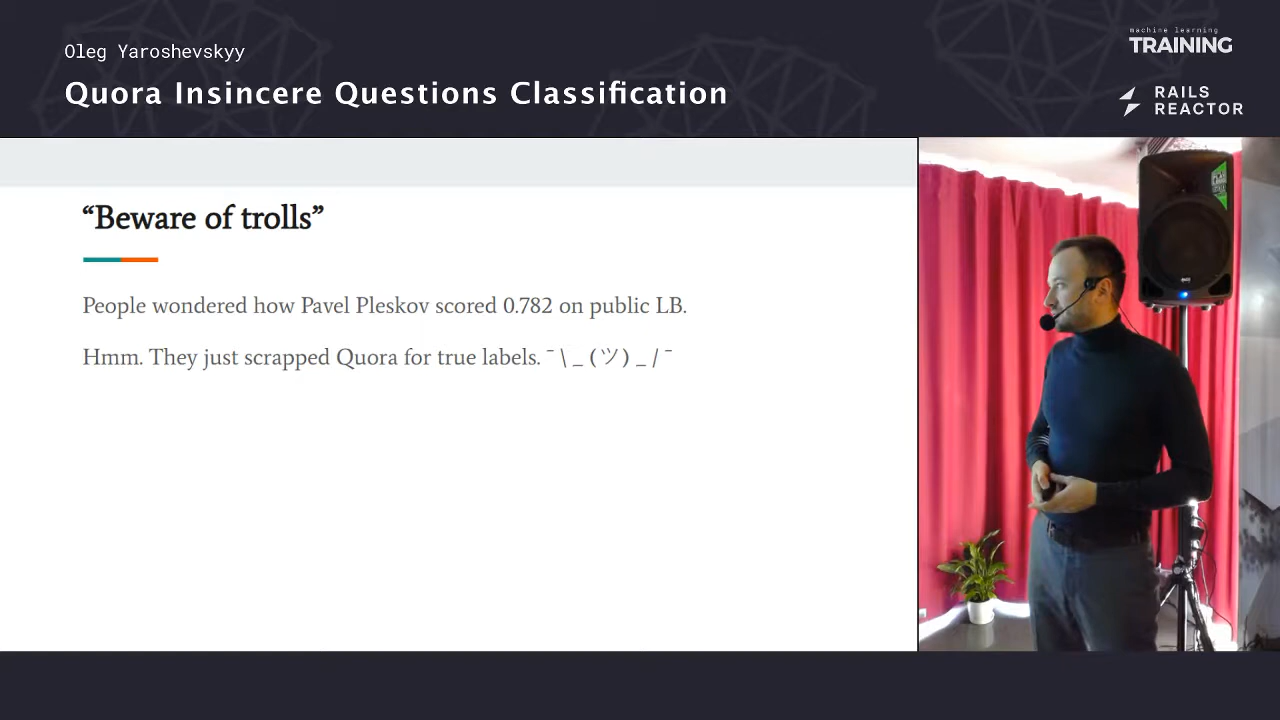 Oleg Yaroshevskyy
Quora Insincere Questions Classification
machine learning
TRAINING
RAILS
REACTOR
“Beware of trolls”
People wondered how Pavel Pleskov scored 0.782 on public LB.
Hmm. They just scrapped Quora for true labels. ¯ \ _ (ツ) _ / ¯